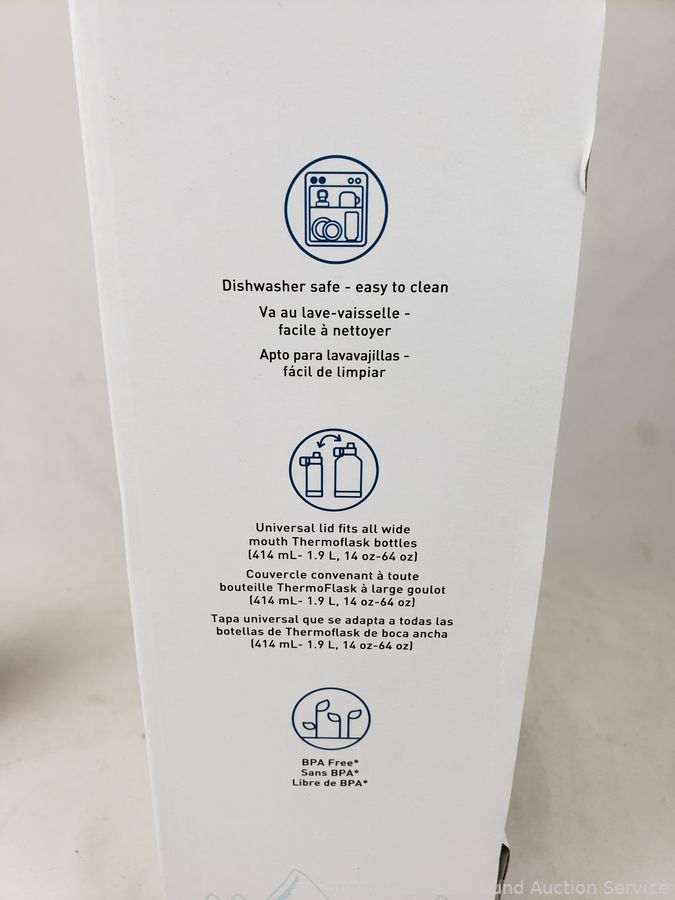 Dishwasher safe - easy to clean
Va au lave-vaisselle -
facile à nettoyer
Apto para lavavajillas -
fácil de limpiar
Universal lid fits all wide
mouth Thermoflask bottles
(414 mL- 1.9 L, 14 oz-64 oz)
Couvercle convenant à toute
bouteille ThermoFlask à large goulot
(414 mL- 1.9 L, 14 oz-64 oz)
Tapa universal que se adapta a todas las
botellas de Thermoflask de boca ancha
(414 mL- 1.9 L, 14 oz-64 oz)
BPA Free*
Sans BPA*
Libre de BPA*
Auction Service